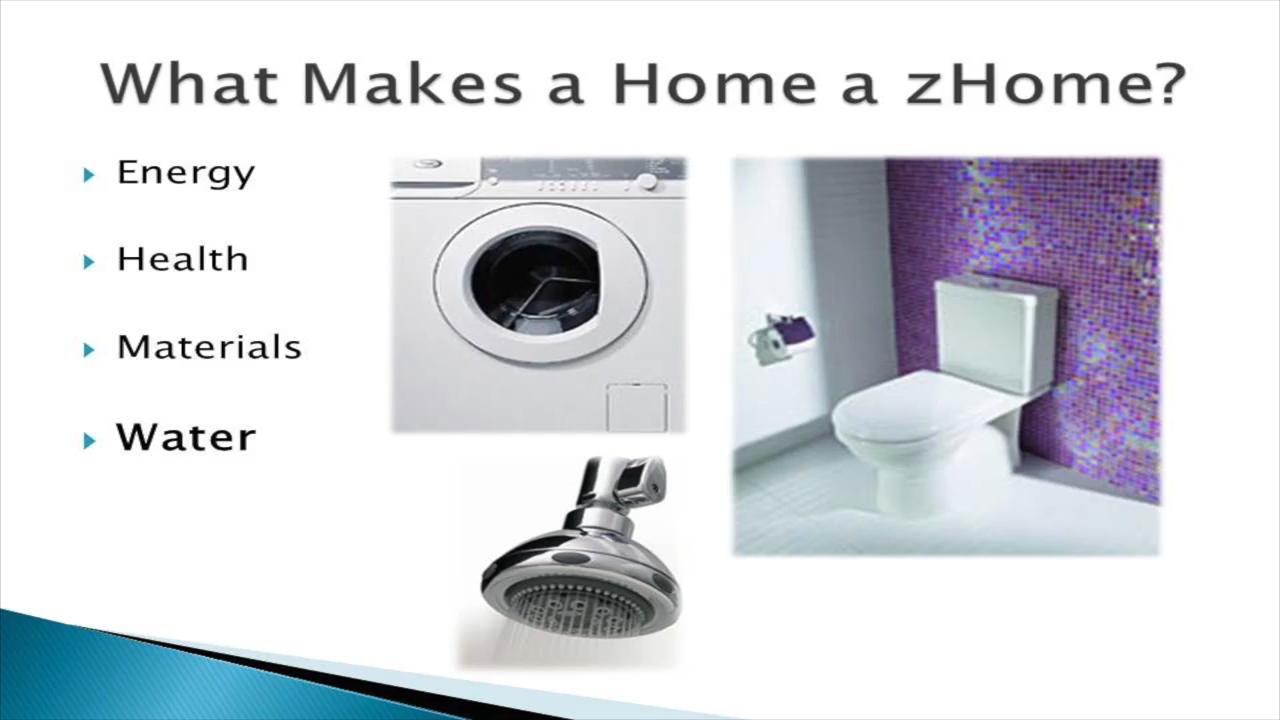 What Makes a Home a zHome?
Energy
Health
Materials
Water